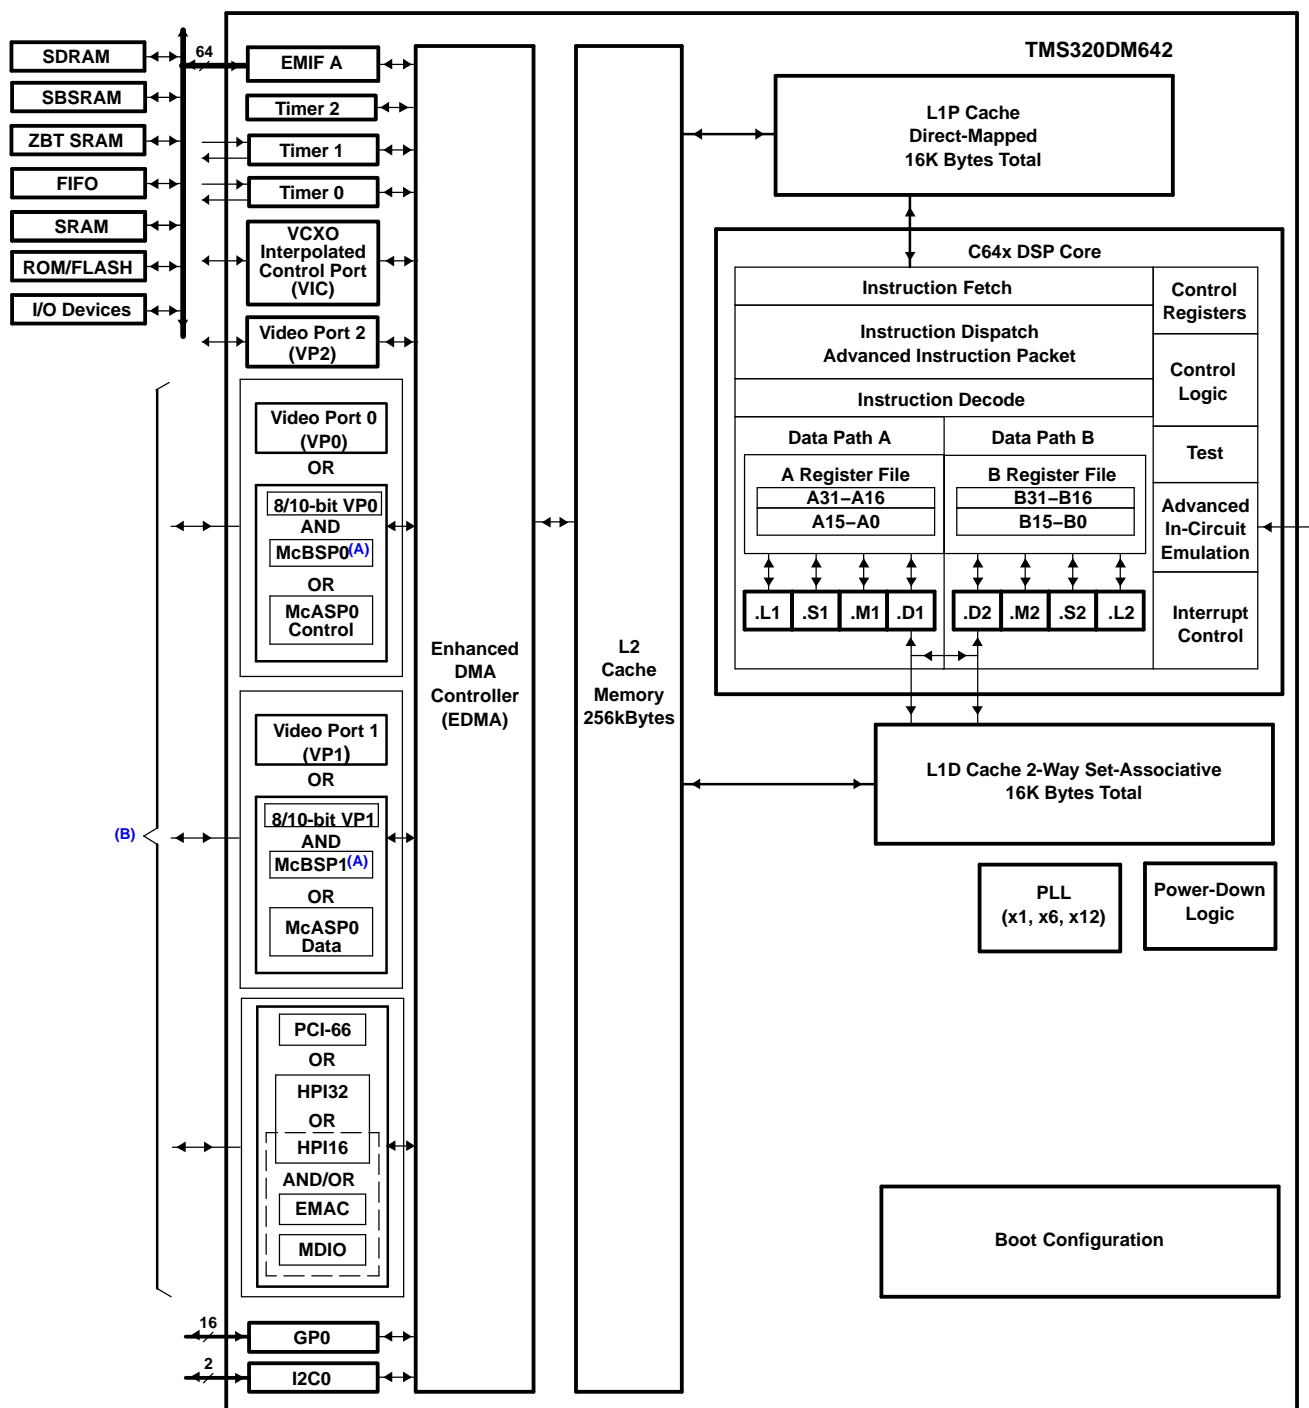 TMS320DM642
SDRAM
SBSRAM
ZBT SRAM
FIFO
SRAM
ROM/FLASH
I/O Devices
64
EMIF A
Timer 2
Timer 1
Timer 0
VCXO
Interpolated
Control Port
(VIC)
Video Port 2
(VP2)
Video Port 0
(VP0)
OR
8/10-bit VP0
AND
McBSP0(A)
OR
McASP0
Control
Video Port 1
(VP1)
OR
8/10-bit VP1
AND
McBSP1(A)
OR
McASP0
Data
(B)
PCI-66
OR
HPI32
OR
HPI16
AND/OR
EMAC
MDIO
16
GP0
2
I2C0
Enhanced
DMA
Controller
(EDMA)
L2
Cache
Memory
256kBytes
L1P Cache
Direct-Mapped
16K Bytes Total
C64x DSP Core
Instruction Fetch
Instruction Dispatch
Advanced Instruction Packet
Instruction Decode
Data Path A
A Register File
A31–A16
A15–A0
.L1
.S1
.M1
.D1
Data Path B
B Register File
B31–B16
B15–B0
.D2
.M2
.S2
.L2
Control
Registers
Control
Logic
Test
Advanced
In-Circuit
Emulation
Interrupt
Control
L1D Cache 2-Way Set-Associative
16K Bytes Total
PLL
(x1, x6, x12)
Power-Down
Logic
Boot Configuration